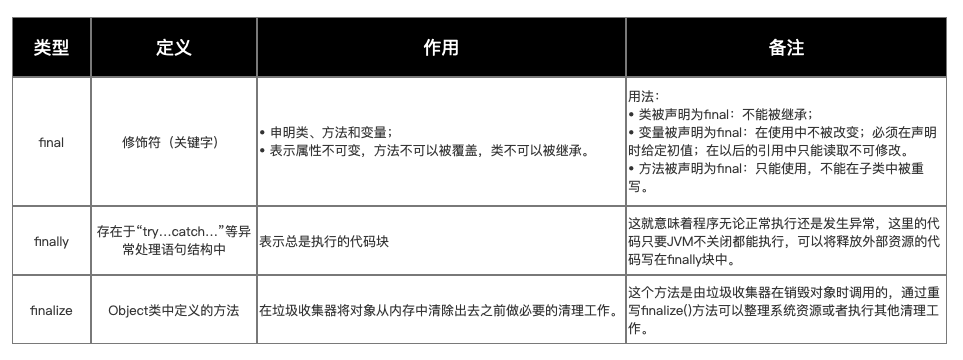 类型
定义
作用
备注
final
修饰符（关键字）
• 申明类、方法和变量；
• 表示属性不可变，方法不可以被覆盖，类不可以被继承。
用法：
• 类被声明为final：不能被继承；
• 变量被声明为final：在使用中不被改变；必须在声明
时给定初值；在以后的引用中只能读取不可修改。
• 方法被声明为final：只能使用，不能在子类中被重
写。
finally
存在于“try…catch…”等异
常处理语句结构中
表示总是执行的代码块
这就意味着程序无论正常执行还是发生异常，这里的代
码只要JVM不关闭都能执行，可以将释放外部资源的代
码写在finally块中。
finalize
Object类中定义的方法
在垃圾收集器将对象从内存中清除出去之前做必要的清理工作。
这个方法是由垃圾收集器在销毁对象时调用的，通过重
写finalize()方法可以整理系统资源或者执行其他清理工
作。